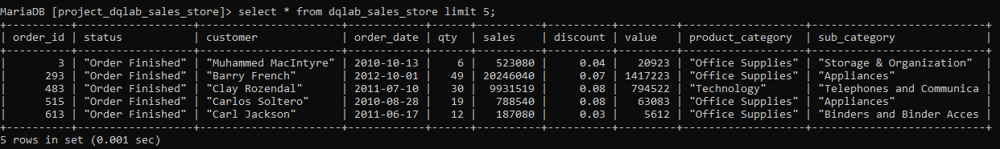 MariaDB [project_dqlab_sales_store]> select * from dqlab_sales_store limit 5;
+----------+------------------+----------------------+------------+------+----------+----------+---------+-------------------+---------------------------+
| order_id | status           | customer             | order_date | qty  | sales    | discount | value   | product_category  | sub_category              |
+----------+------------------+----------------------+------------+------+----------+----------+---------+-------------------+---------------------------+
|        3 | "Order Finished" | "Muhammed MacIntyre" | 2010-10-13 |    6 |   523080 |     0.04 |   20923 | "Office Supplies" | "Storage & Organization"  |
|      293 | "Order Finished" | "Barry French"       | 2012-10-01 |   49 | 20246040 |     0.07 | 1417223 | "Office Supplies" | "Appliances"              |
|      483 | "Order Finished" | "Clay Rozendal"      | 2011-07-10 |   30 |  9931519 |     0.08 |  794522 | "Technology"      | "Telephones and Communica |
|      515 | "Order Finished" | "Carlos Soltero"     | 2010-08-28 |   19 |   788540 |     0.08 |   63083 | "Office Supplies" | "Appliances"              |
|      613 | "Order Finished" | "Carl Jackson"       | 2011-06-17 |   12 |   187080 |     0.03 |    5612 | "Office Supplies" | "Binders and Binder Acces |
+----------+------------------+----------------------+------------+------+----------+----------+---------+-------------------+---------------------------+
5 rows in set (0.001 sec)